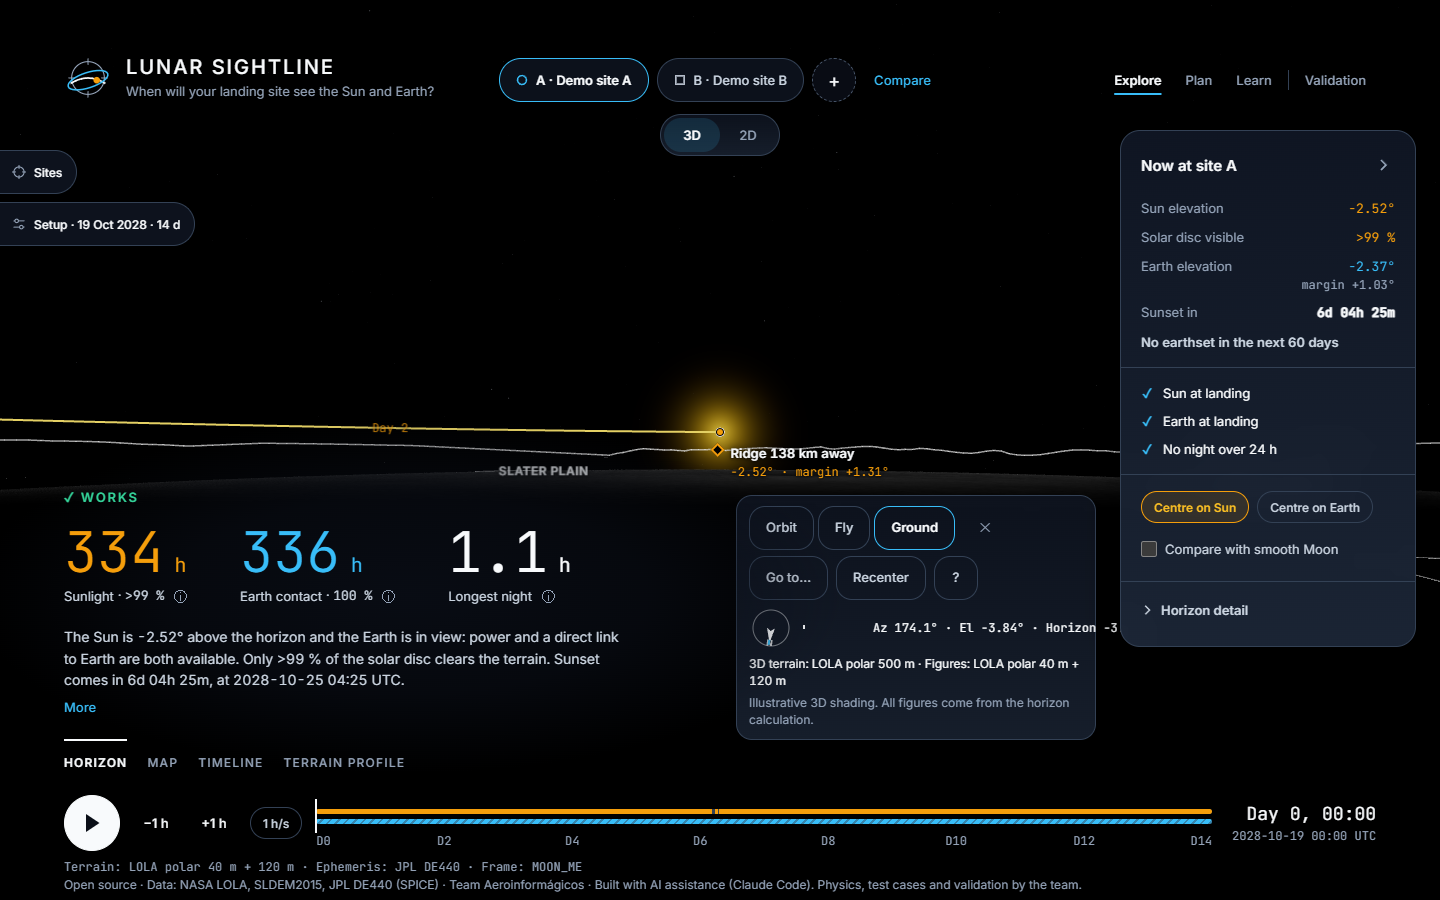 LUNAR SIGHTLINE
When will your landing site see the Sun and Earth?
A · Demo site A
B · Demo site B
+
Compare
Explore
Plan
Learn
Validation
3D
2D
Sites
Setup · 19 Oct 2028 · 14 d
Now at site A
Sun elevation -2.52°
Solar disc visible >99 %
Earth elevation -2.37°
margin +1.03°
Sunset in 6d 04h 25m
No earthset in the next 60 days
✓ Sun at landing
✓ Earth at landing
✓ No night over 24 h
Centre on Sun
Centre on Earth
Compare with smooth Moon
Horizon detail
Day 2
Ridge 138 km away
-2.52° · margin +1.31°
SLATER PLAIN
✓ WORKS
334 h
336 h
1.1 h
Sunlight · >99 %
Earth contact · 100 %
Longest night
The Sun is -2.52° above the horizon and the Earth is in view: power and a direct link
to Earth are both available. Only >99 % of the solar disc clears the terrain. Sunset
comes in 6d 04h 25m, at 2028-10-25 04:25 UTC.
More
Orbit
Fly
Ground
Go to...
Recenter
?
Az 174.1° · El -3.84° · Horizon -3
3D terrain: LOLA polar 500 m · Figures: LOLA polar 40 m +
120 m
Illustrative 3D shading. All figures come from the horizon
calculation.
HORIZON
MAP
TIMELINE
TERRAIN PROFILE
−1 h
+1 h
1 h/s
D0
D2
D4
D6
D8
D10
D12
D14
Day 0, 00:00
2028-10-19 00:00 UTC
Terrain: LOLA polar 40 m + 120 m · Ephemeris: JPL DE440 · Frame: MOON_ME
Open source · Data: NASA LOLA, SLDEM2015, JPL DE440 (SPICE) · Team Aeroinformágicos · Built with AI assistance (Claude Code). Physics, test cases and validation by the team.